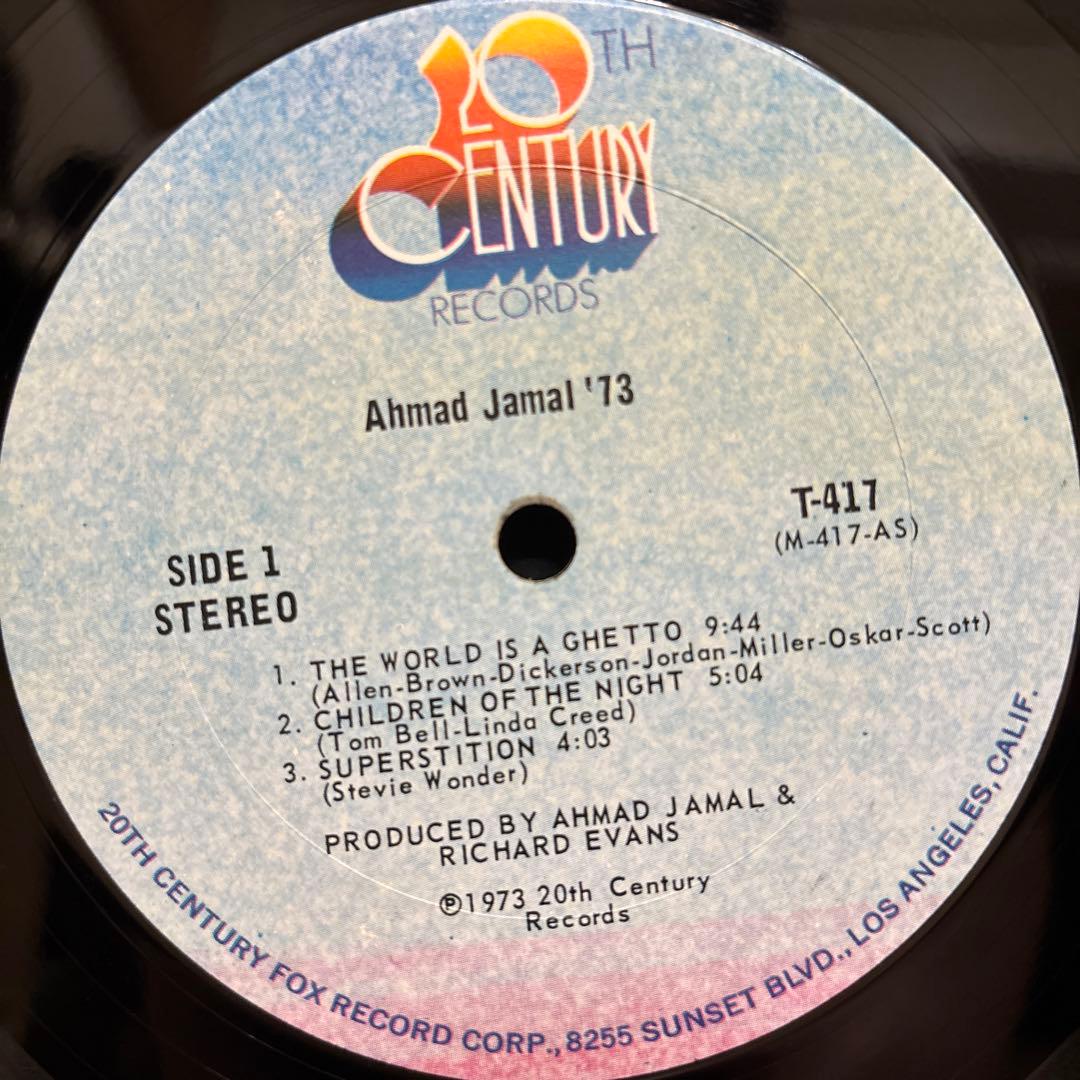 20TH
CENTURY
RECORDS
Ahmad Jamal '73
T-417
(M-417-AS)
SIDE 1
STEREO
1. THE WORLD IS A GHETTO 9:44
(Allen-Brown-Dickerson-Jordan-Miller-Oskar-Scott)
2. CHILDREN OF THE NIGHT 5:04
(Tom Bell-Linda Creed)
3. SUPERSTITION 4:03
(Stevie Wonder)
PRODUCED BY AHMAD JAMAL &
RICHARD EVANS
℗1973 20th Century
Records
20TH CENTURY FOX RECORD CORP., 8255 SUNSET BLVD., LOS ANGELES, CALIF.